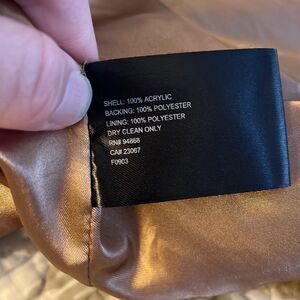 SHELL: 100% ACRYLIC
BACKING: 100% POLYESTER
LINING: 100% POLYESTER
DRY CLEAN ONLY
RN# 94868
CA# 23067
F0903